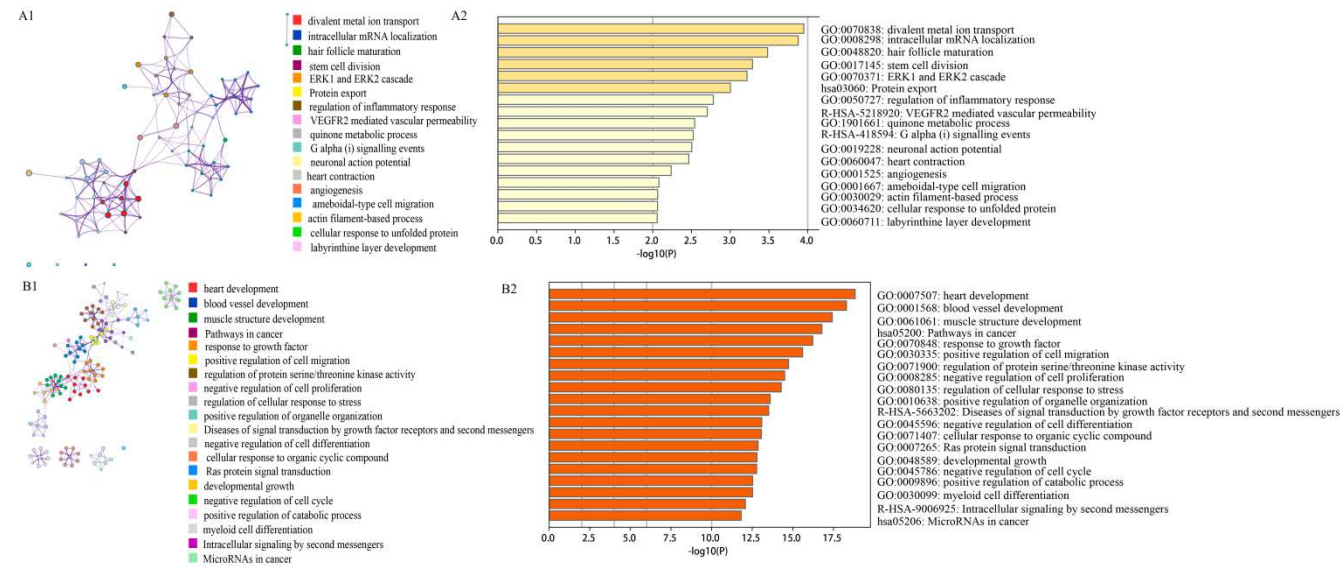 A1
divalent metal ion transport
intracellular mRNA localization
hair follicle maturation
stem cell division
ERK1 and ERK2 cascade
Protein export
regulation of inflammatory response
VEGFR2 mediated vascular permeability
quinone metabolic process
G alpha (i) signalling events
neuronal action potential
heart contraction
angiogenesis
ameboidal-type cell migration
actin filament-based process
cellular response to unfolded protein
labyrinthine layer development
A2
GO:0070838: divalent metal ion transport
GO:0008298: intracellular mRNA localization
GO:0048820: hair follicle maturation
GO:0017145: stem cell division
GO:0070371: ERK1 and ERK2 cascade
hsa03060: Protein export
GO:0050727: regulation of inflammatory response
R-HSA-5218920: VEGFR2 mediated vascular permeability
GO:1901661: quinone metabolic process
R-HSA-418594: G alpha (i) signalling events
GO:0019228: neuronal action potential
GO:0060047: heart contraction
GO:0001525: angiogenesis
GO:0001667: ameboidal-type cell migration
GO:0030029: actin filament-based process
GO:0034620: cellular response to unfolded protein
GO:0060711: labyrinthine layer development
0.0 0.5 1.0 1.5 2.0 2.5 3.0 3.5 4.0
-log10(P)
B1
heart development
blood vessel development
muscle structure development
Pathways in cancer
response to growth factor
positive regulation of cell migration
regulation of protein serine/threonine kinase activity
negative regulation of cell proliferation
regulation of cellular response to stress
positive regulation of organelle organization
Diseases of signal transduction by growth factor receptors and second messengers
negative regulation of cell differentiation
cellular response to organic cyclic compound
Ras protein signal transduction
developmental growth
negative regulation of cell cycle
positive regulation of catabolic process
myeloid cell differentiation
Intracellular signaling by second messengers
MicroRNAs in cancer
B2
GO:0007507: heart development
GO:0001568: blood vessel development
GO:0061061: muscle structure development
hsa05200: Pathways in cancer
GO:0070848: response to growth factor
GO:0030335: positive regulation of cell migration
GO:0071900: regulation of protein serine/threonine kinase activity
GO:0008285: negative regulation of cell proliferation
GO:0080135: regulation of cellular response to stress
GO:0010638: positive regulation of organelle organization
R-HSA-5663202: Diseases of signal transduction by growth factor receptors and second messengers
GO:0045596: negative regulation of cell differentiation
GO:0071407: cellular response to organic cyclic compound
GO:0007265: Ras protein signal transduction
GO:0048589: developmental growth
GO:0045786: negative regulation of cell cycle
GO:0009896: positive regulation of catabolic process
GO:0030099: myeloid cell differentiation
R-HSA-9006925: Intracellular signaling by second messengers
hsa05206: MicroRNAs in cancer
0.0 2.5 5.0 7.5 10.0 12.5 15.0 17.5
-log10(P)